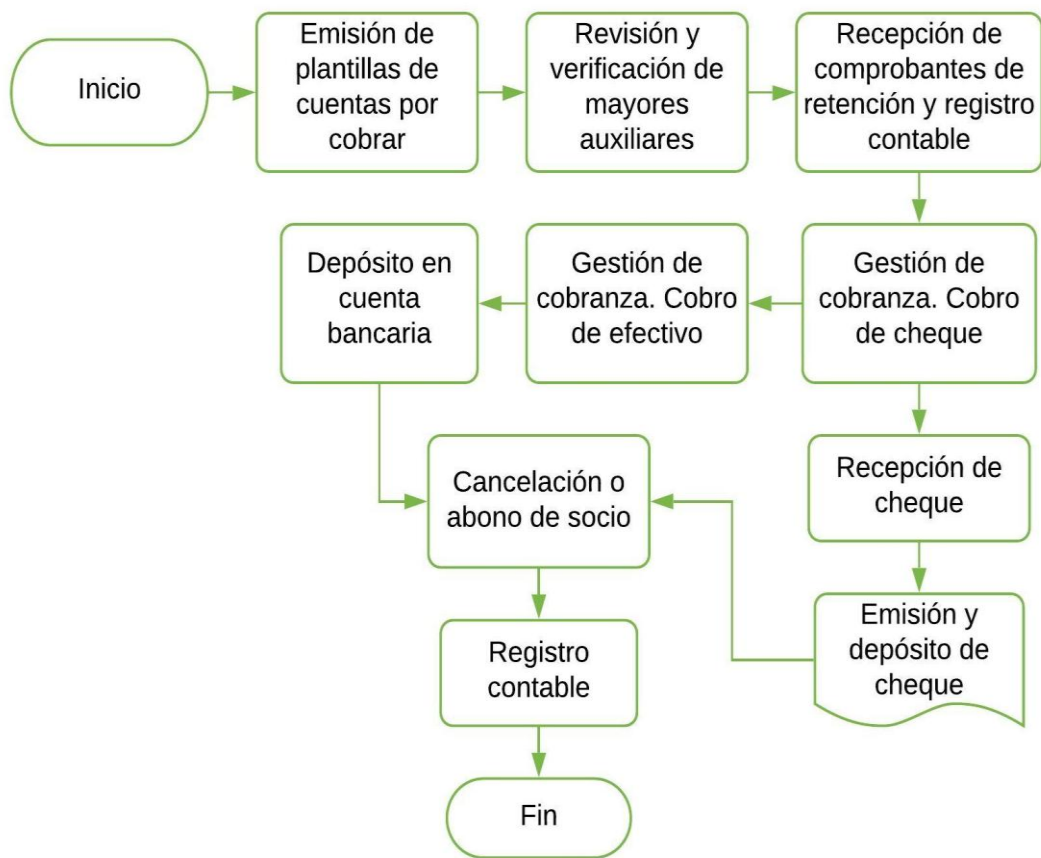 Inicio
Emisión de
plantillas de
cuentas por
cobrar
Revisión y
verificación de
mayores
auxiliares
Recepción de
comprobantes de
retención y registro
contable
Gestión de
cobranza. Cobro
de cheque
Gestión de
cobranza. Cobro
de efectivo
Depósito en
cuenta
bancaria
Recepción de
cheque
Emisión y
depósito de
cheque
Cancelación o
abono de socio
Registro
contable
Fin